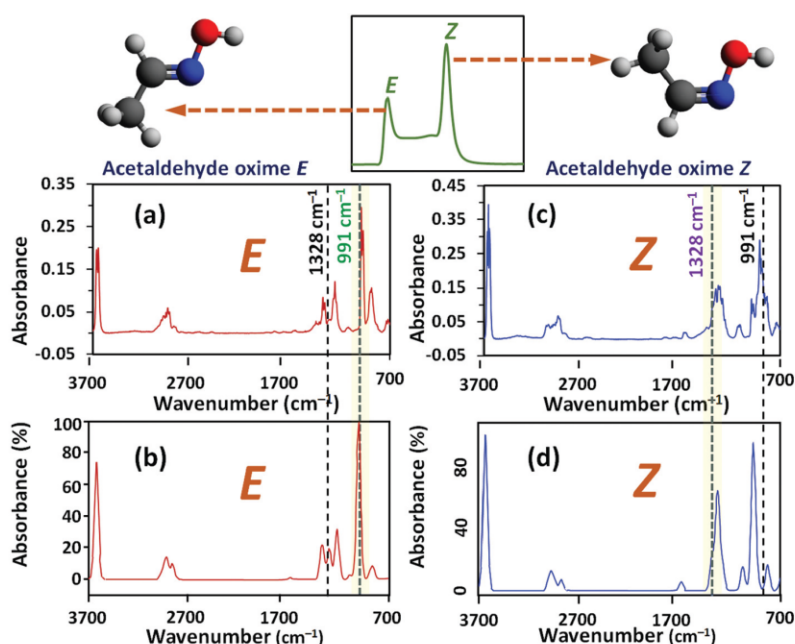 E
Z
Acetaldehyde oxime E
Acetaldehyde oxime Z
0.35
0.25
0.15
0.05
-0.05
Absorbance
(a)
E
1328 cm⁻¹
991 cm⁻¹
3700
2700
1700
700
Wavenumber (cm⁻¹)
0.45
0.35
0.25
0.15
0.05
-0.05
Absorbance
(c)
Z
1328 cm⁻¹
991 cm⁻¹
3700
2700
1700
700
Wavenumber (cm⁻¹)
100
80
60
40
20
0
Absorbance (%)
(b)
E
3700
2700
1700
700
Wavenumber (cm⁻¹)
80
40
0
Absorbance (%)
(d)
Z
3700
2700
1700
700
Wavenumber (cm⁻¹)